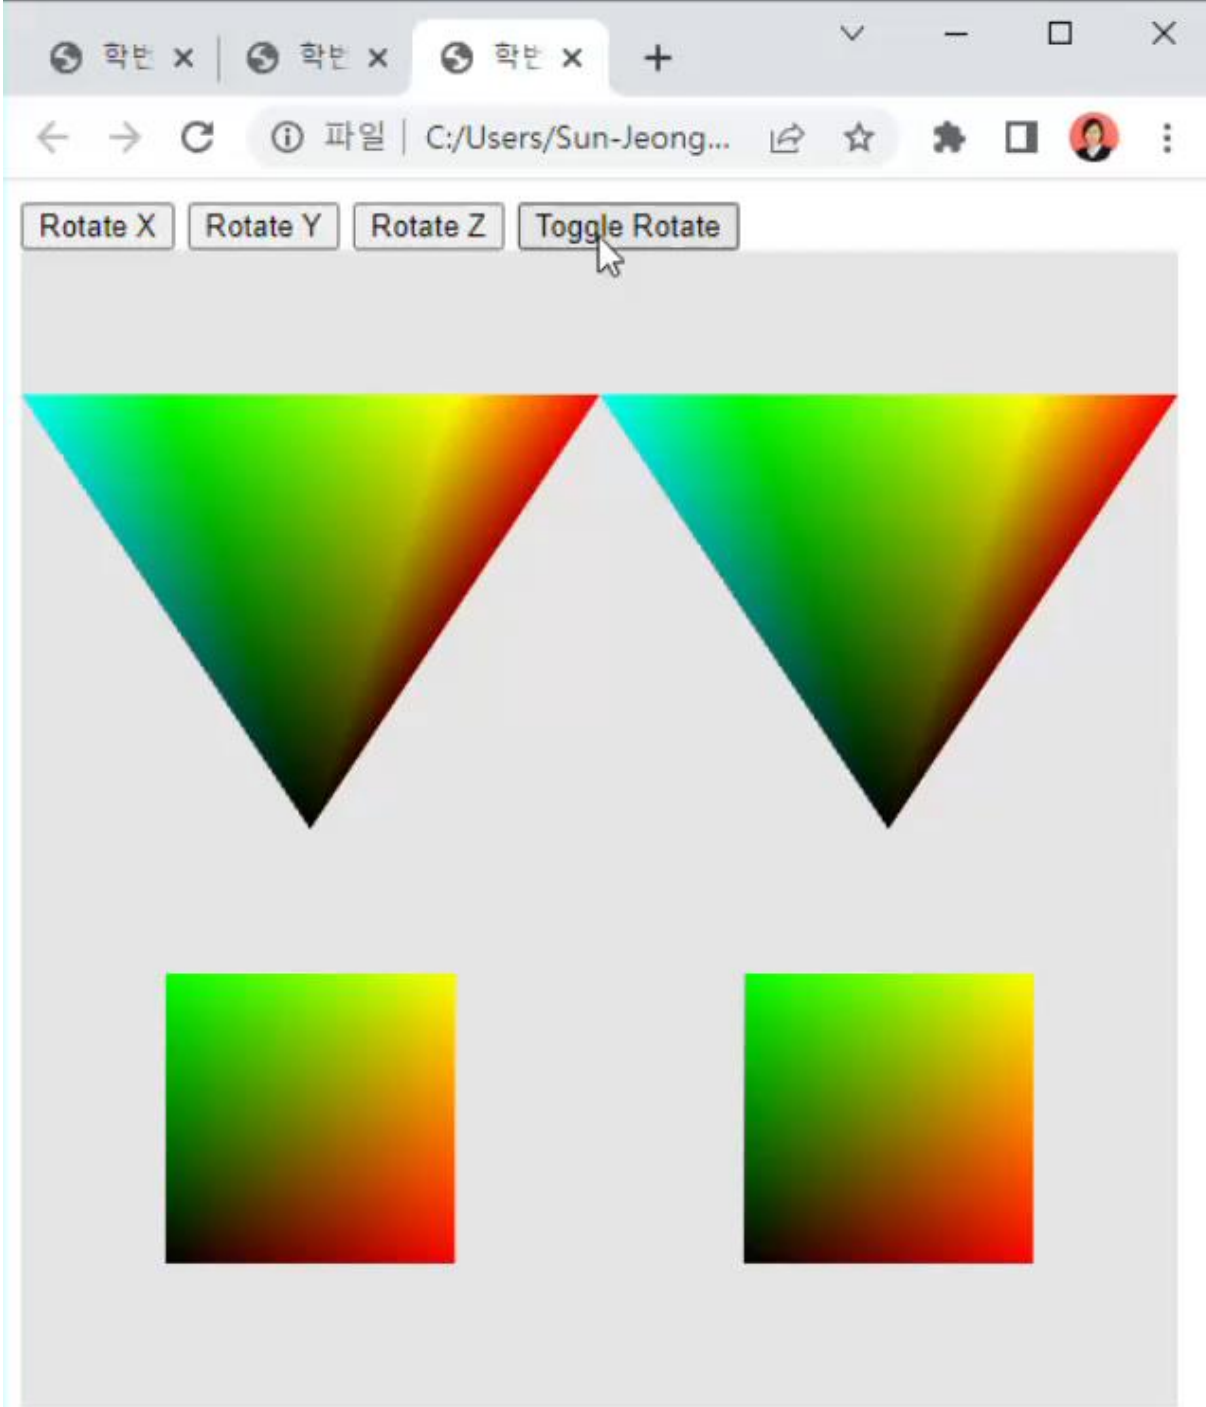 학번 학번 학번
파일 C:/Users/Sun-Jeong...
Rotate X Rotate Y Rotate Z Toggle Rotate